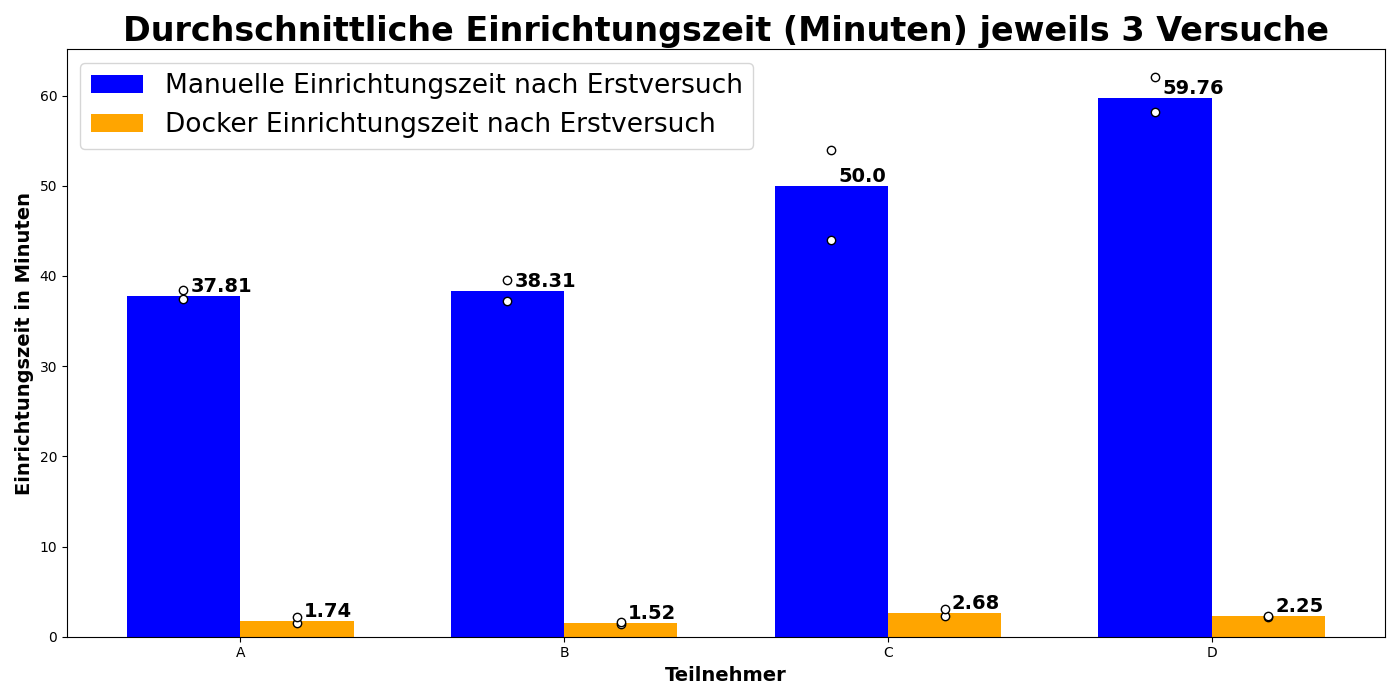 Durchschnittliche Einrichtungszeit (Minuten) jeweils 3 Versuche
Manuelle Einrichtungszeit nach Erstversuch
Docker Einrichtungszeit nach Erstversuch
Einrichtungszeit in Minuten
60
50
40
30
20
10
0
37.81
1.74
38.31
1.52
50.0
2.68
59.76
2.25
A
B
C
D
Teilnehmer